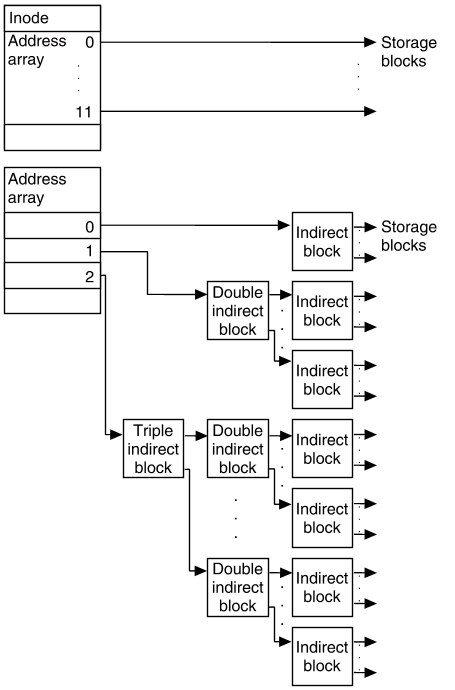 Inode
Address
array
0
11
Storage
blocks
Address
array
0
1
2
Indirect
block
Storage
blocks
Double
indirect
block
Indirect
block
Indirect
block
Triple
indirect
block
Double
indirect
block
Indirect
block
Indirect
block
Double
indirect
block
Indirect
block
Indirect
block